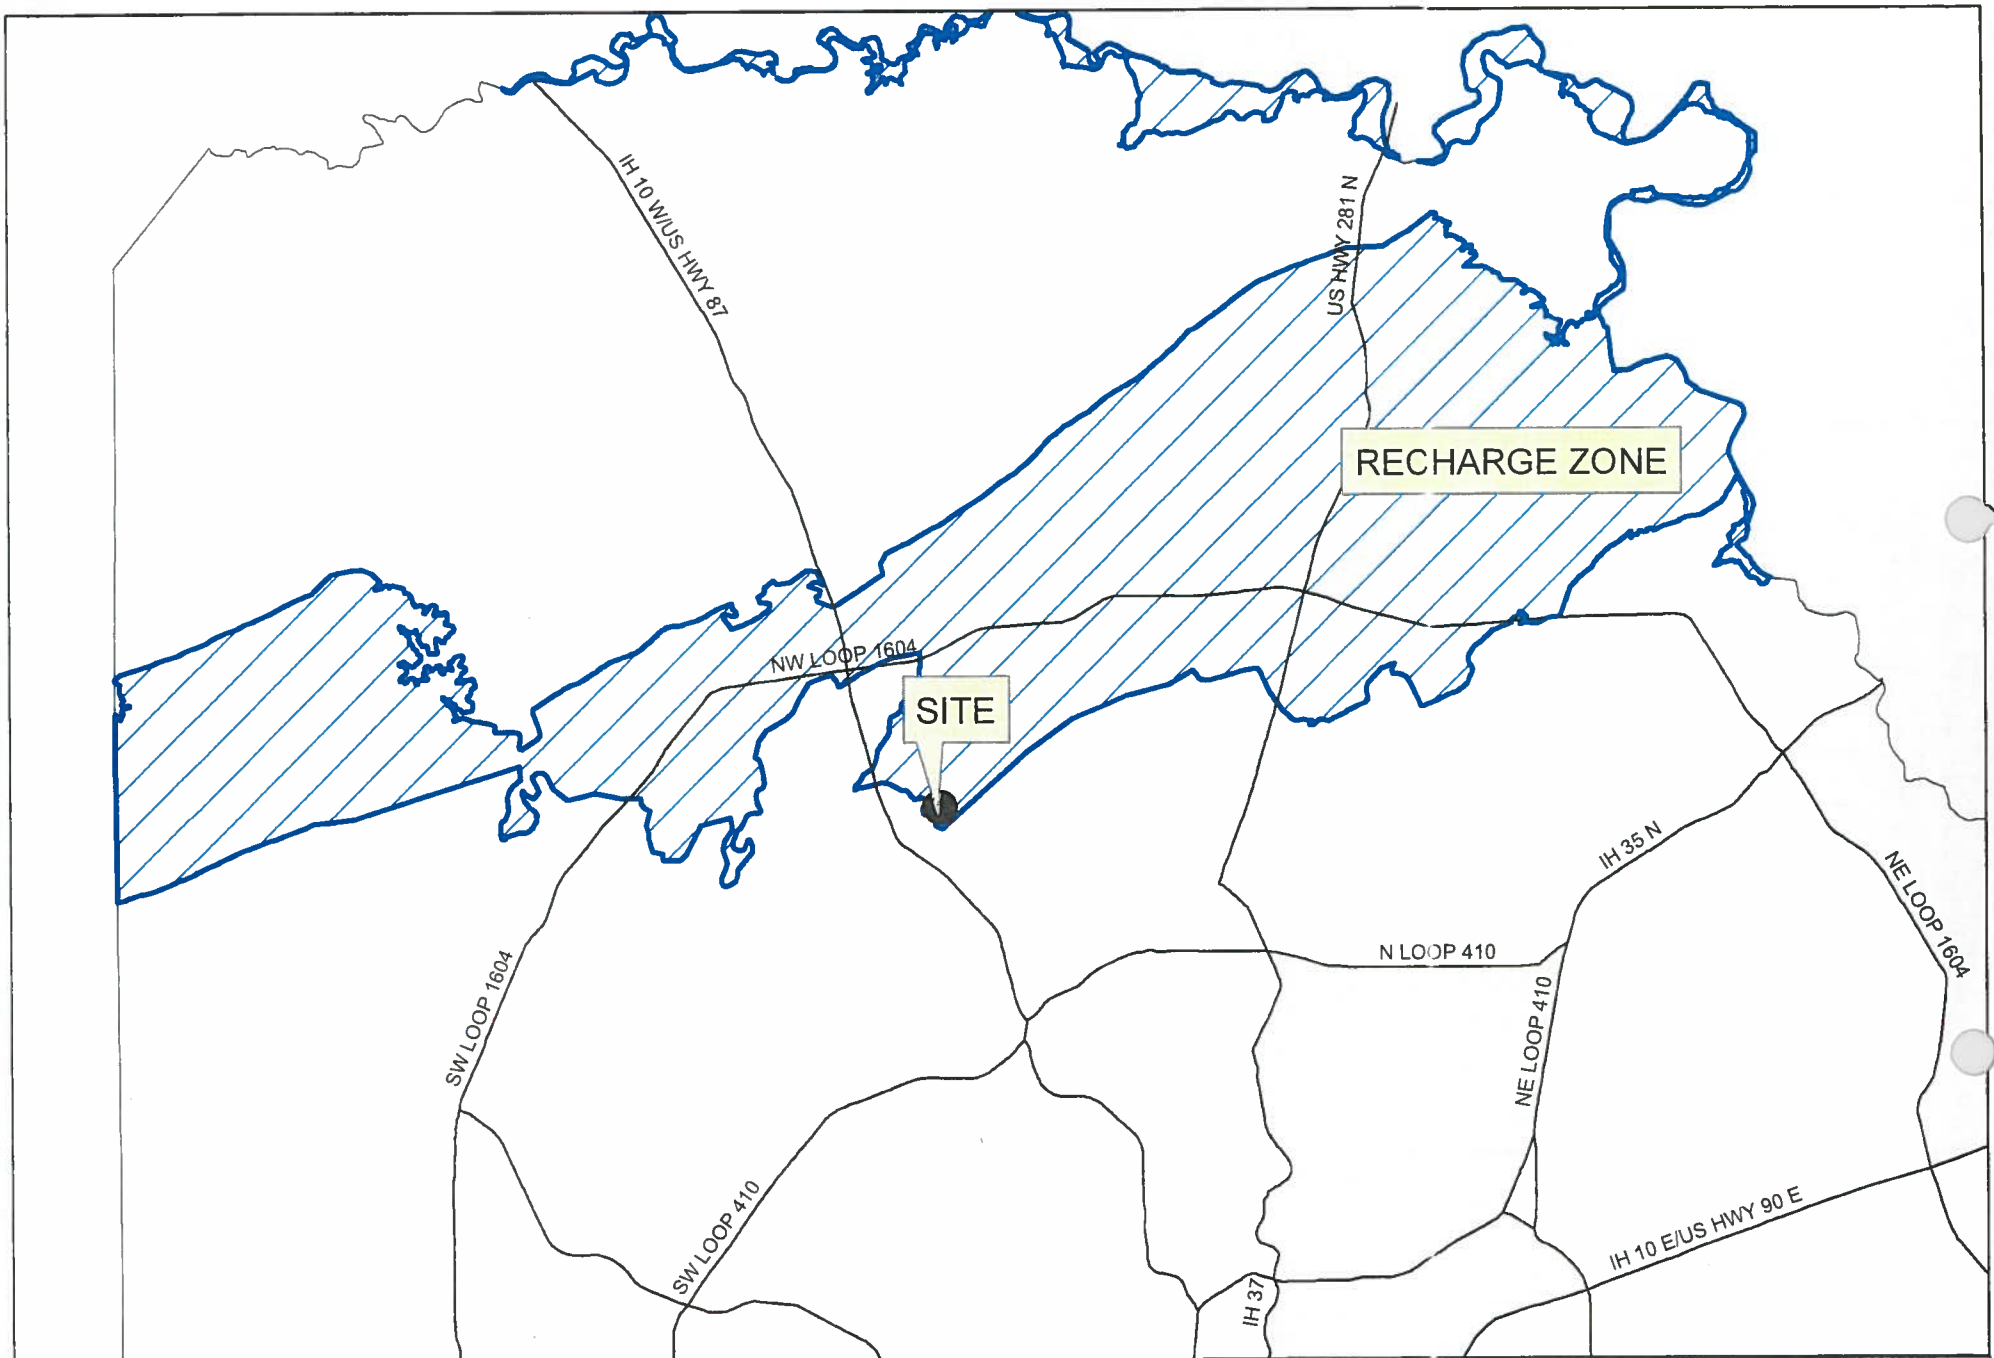 IH 10 W/US HWY 87
US HWY 281 N
RECHARGE ZONE
NW LOOP 1604
SITE
IH 35 N
NE LOOP 1604
N LOOP 410
SW LOOP 1604
NE LOOP 410
SW LOOP 410
IH 10 E/US HWY 90 E
IH 37